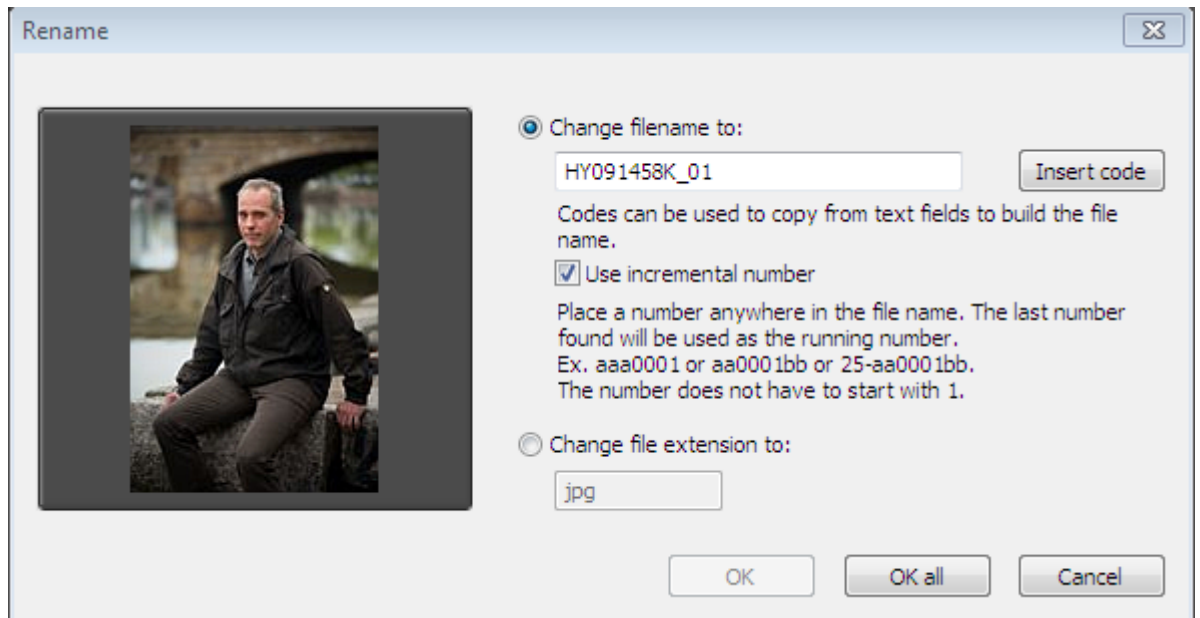 Rename
Change filename to:
HY091458K_01
Insert code
Codes can be used to copy from text fields to build the file
name.
Use incremental number
Place a number anywhere in the file name. The last number
found will be used as the running number.
Ex. aaa0001 or aa0001bb or 25-aa0001bb.
The number does not have to start with 1.
Change file extension to:
jpg
OK
OK all
Cancel